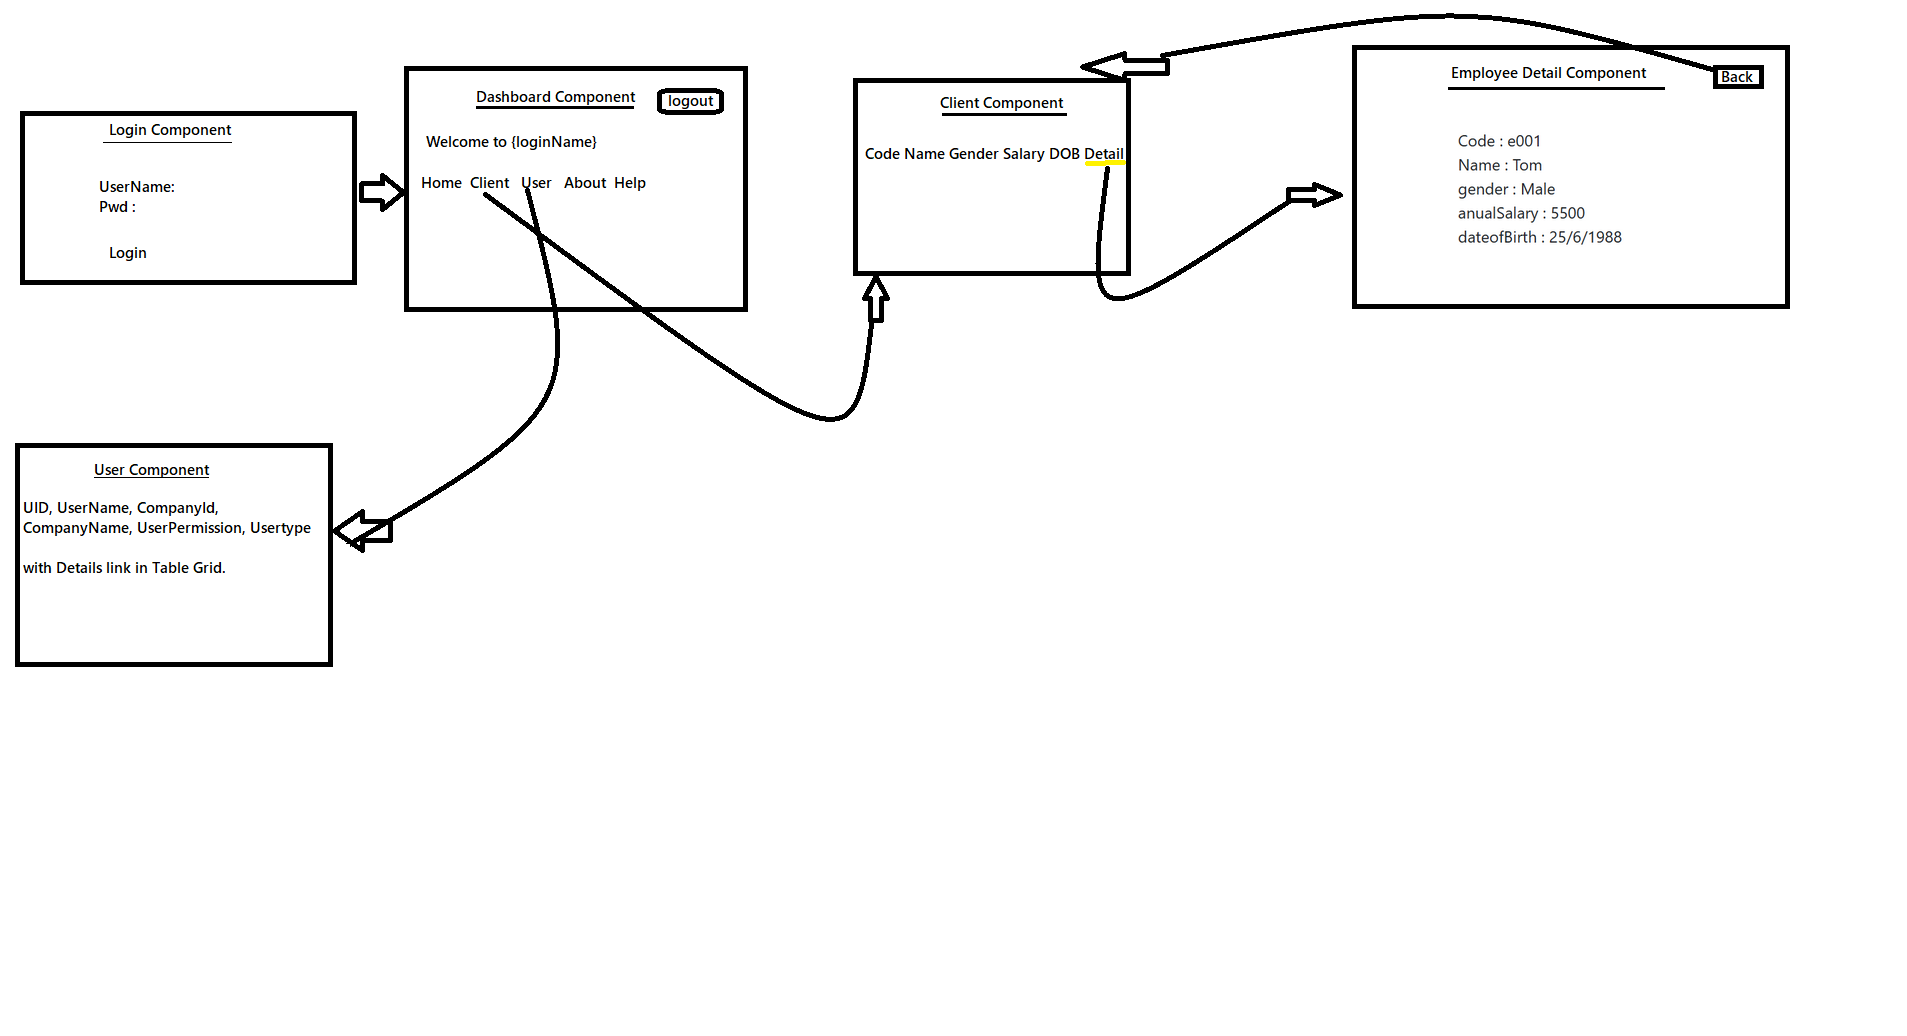 Login Component
UserName:
Pwd :
Login
Dashboard Component
logout
Welcome to {loginName}
Home Client User About Help
Client Component
Code Name Gender Salary DOB Detail
Employee Detail Component
Back
Code : e001
Name : Tom
gender : Male
anualSalary : 5500
dateofBirth : 25/6/1988
User Component
UID, UserName, CompanyId,
CompanyName, UserPermission, Usertype
with Details link in Table Grid.